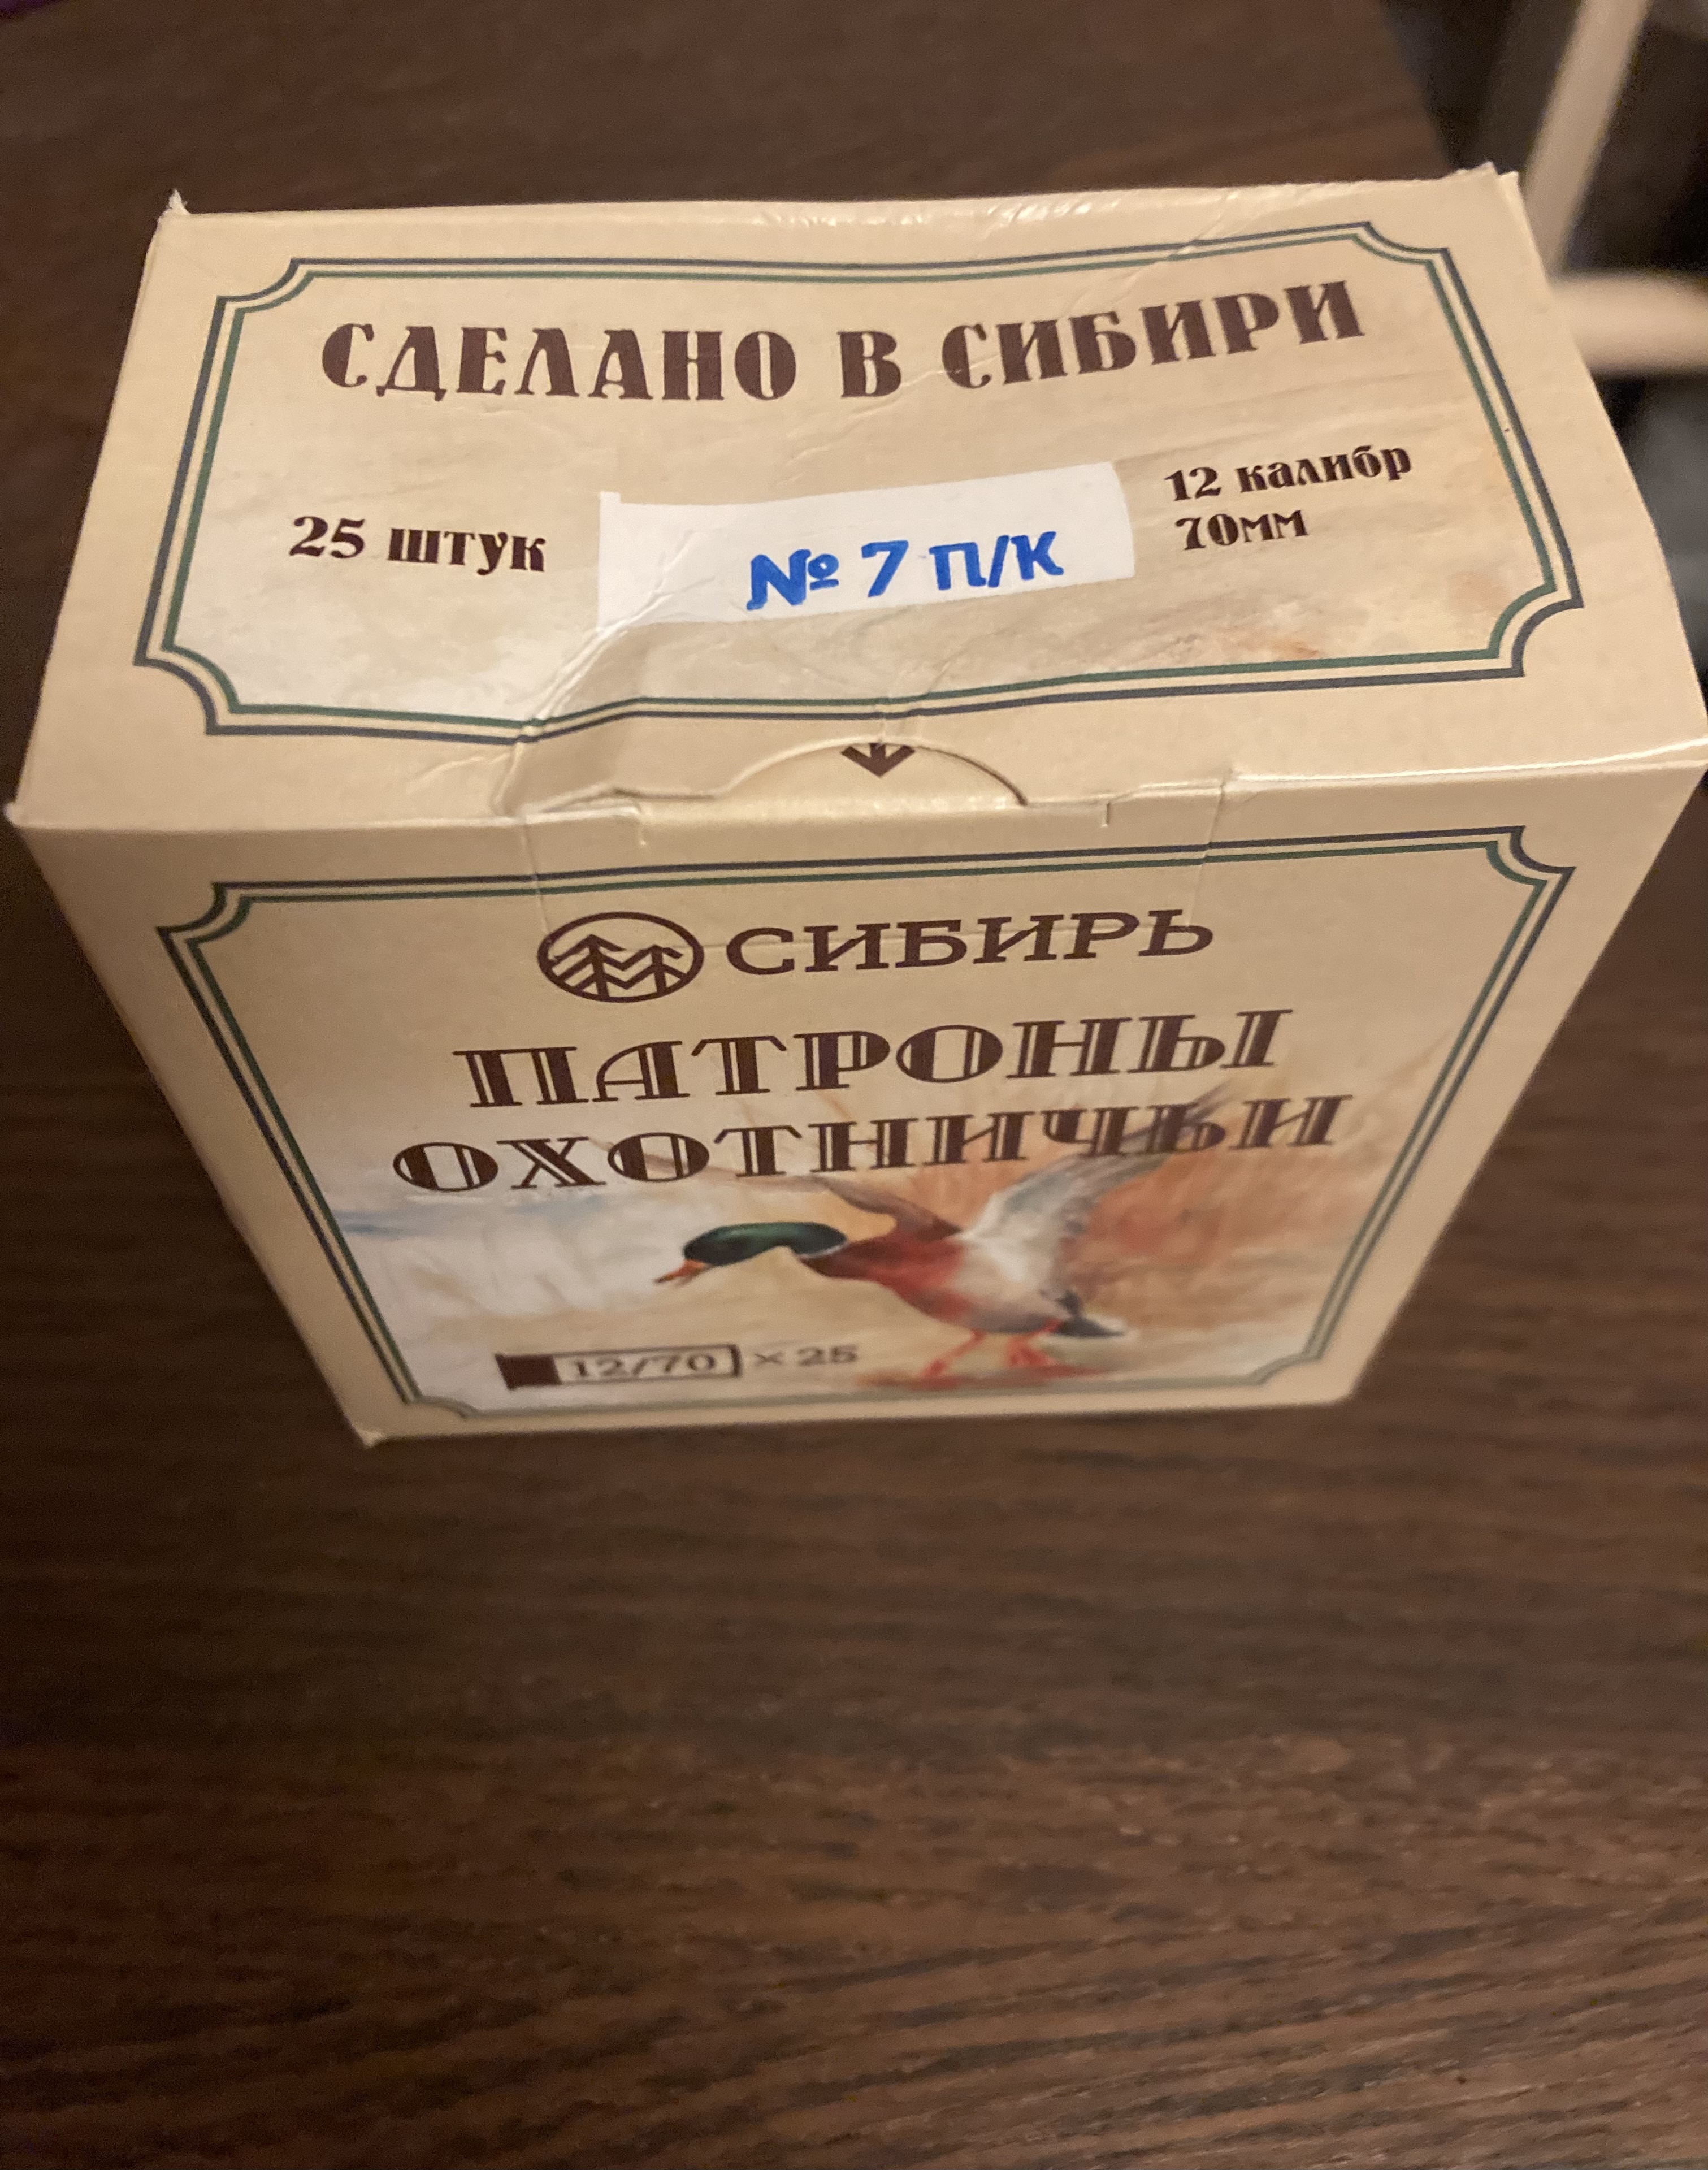 СДЕЛАНО В СИБИРИ
25 штук
№ 7 П/К
12 калибр
70мм
СИБИРЬ
ПАТРОНЫ
ОХОТНИЧЬИ
12/70 × 25